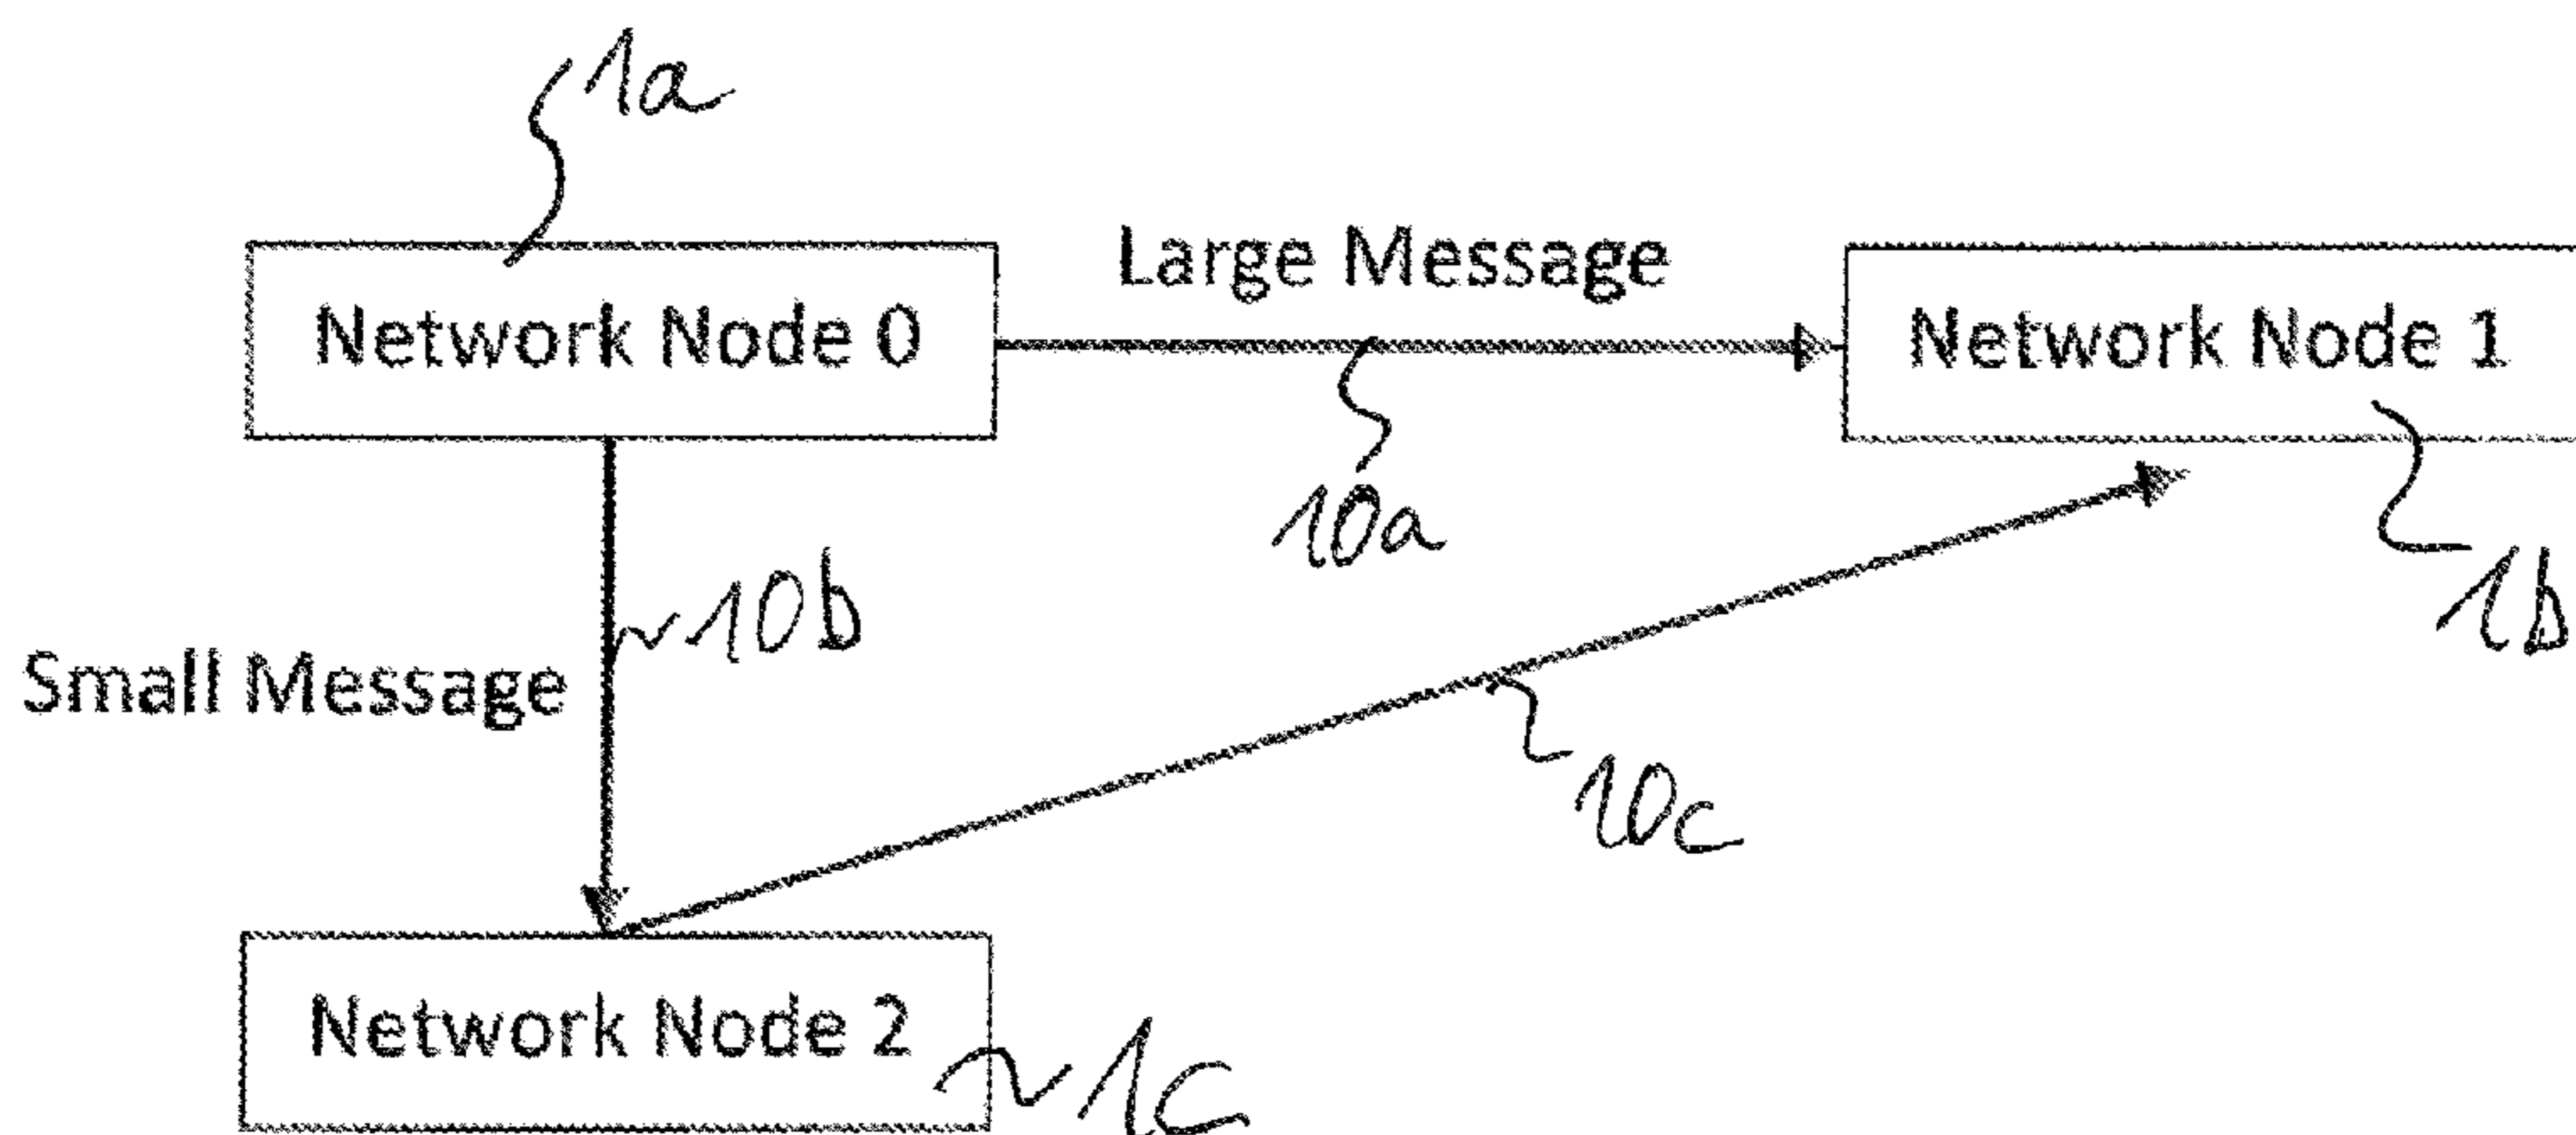 1a
Large Message
Network Node 0
Network Node 1
10a
10b
1b
Small Message
10c
Network Node 2
1c